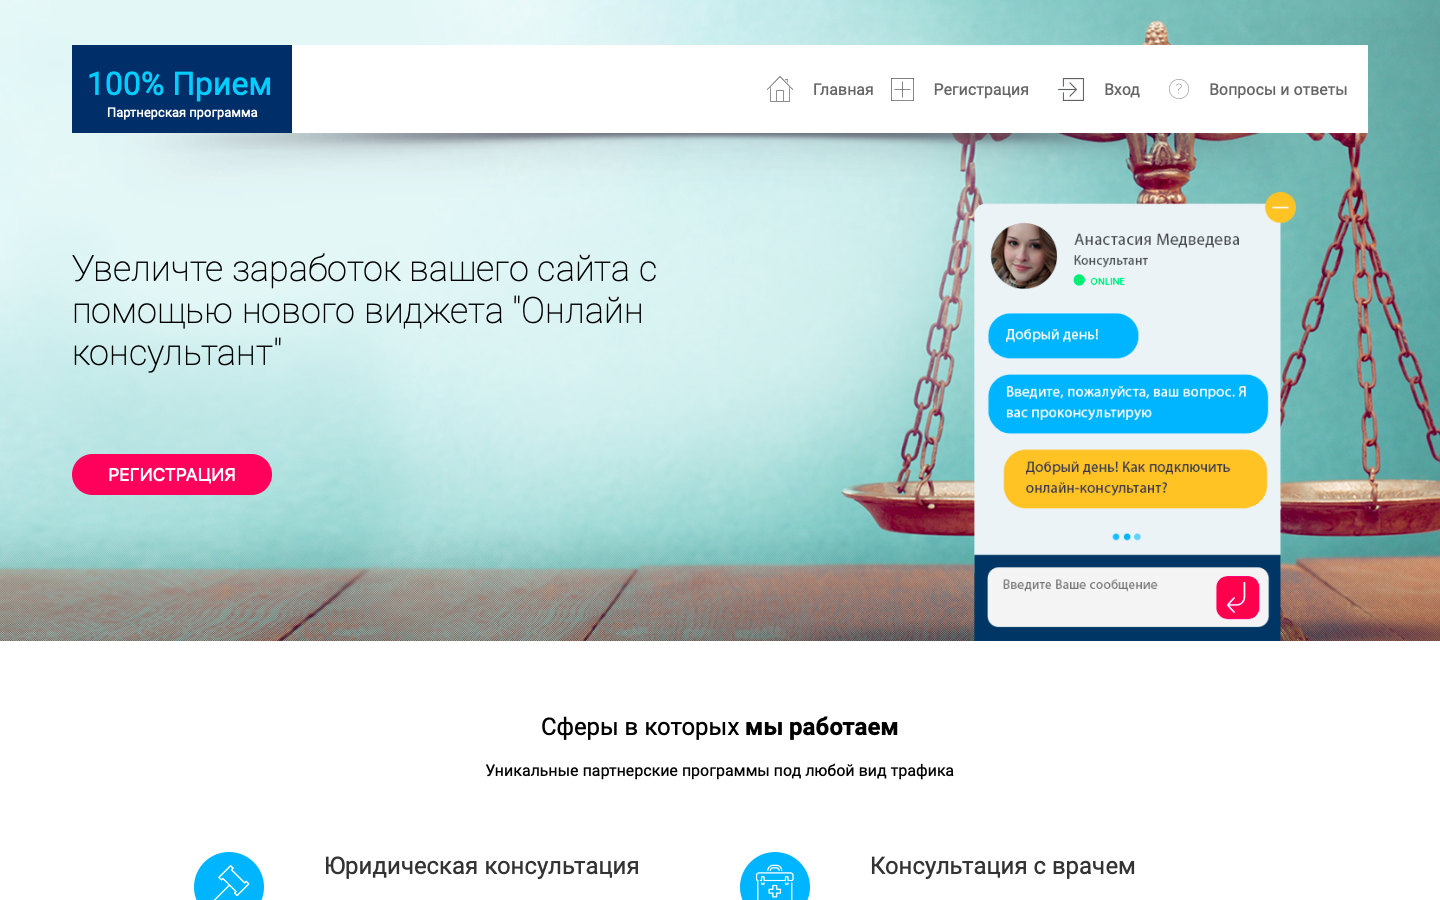 100% Прием
Партнерская программа
Главная
Регистрация
Вход
Вопросы и ответы
Увеличте заработок вашего сайта с
помощью нового виджета "Онлайн
консультант"
РЕГИСТРАЦИЯ
Анастасия Медведева
Консультант
ONLINE
Добрый день!
Введите, пожалуйста, ваш вопрос. Я
вас проконсультирую
Добрый день! Как подключить
онлайн-консультант?
Введите Ваше сообщение
Сферы в которых мы работаем
Уникальные партнерские программы под любой вид трафика
Юридическая консультация
Консультация с врачем